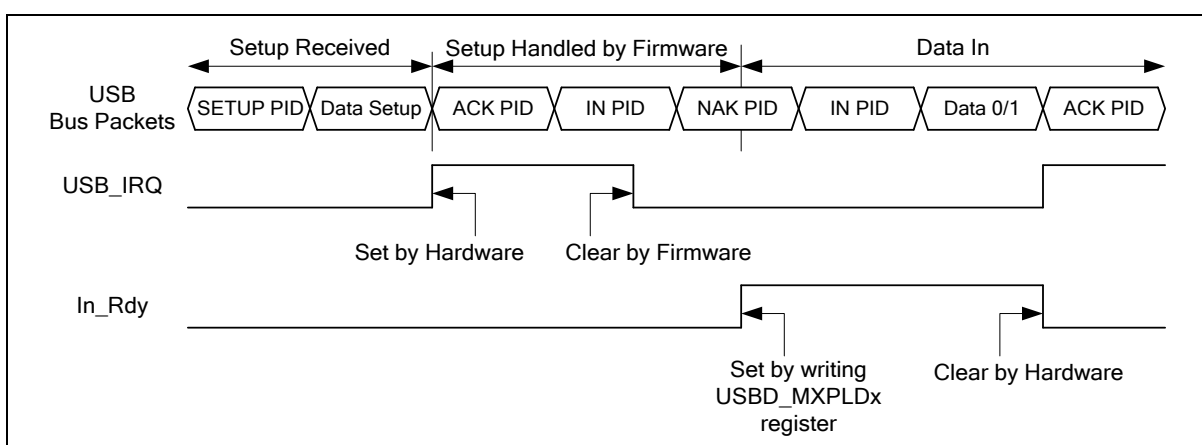 Setup Received
Setup Handled by Firmware
Data In
USB
Bus Packets
SETUP PID
Data Setup
ACK PID
IN PID
NAK PID
IN PID
Data 0/1
ACK PID
USB_IRQ
Set by Hardware
Clear by Firmware
In_Rdy
Set by writing
USBD_MXPLDx
register
Clear by Hardware